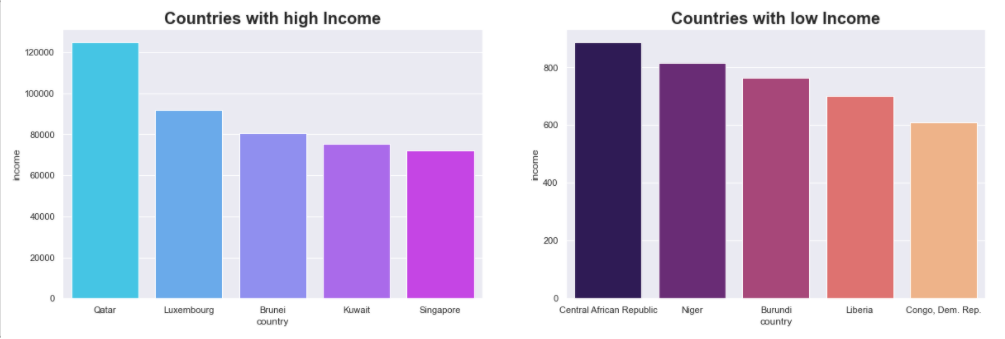 Countries with high Income
120000
100000
80000
60000
40000
20000
0
income
Qatar Luxembourg Brunei Kuwait Singapore
country
Countries with low Income
800
600
400
200
0
income
Central African Republic Niger Burundi Liberia Congo, Dem. Rep.
country